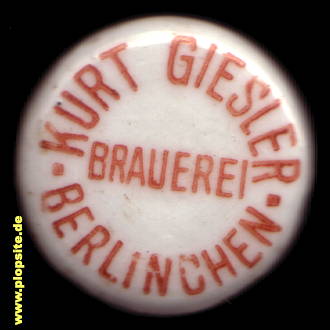 KURT GIESLER
BRAUEREI
BERLINCHEN
www.plopsite.de